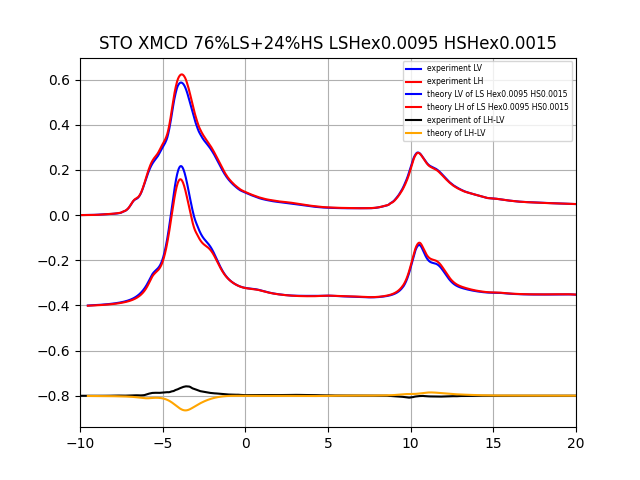 STO XMCD 76%LS+24%HS LSHex0.0095 HSHex0.0015
experiment LV
experiment LH
theory LV of LS Hex0.0095 HS0.0015
theory LH of LS Hex0.0095 HS0.0015
experiment of LH-LV
theory of LH-LV
0.6
0.4
0.2
0.0
−0.2
−0.4
−0.6
−0.8
−10
−5
0
5
10
15
20